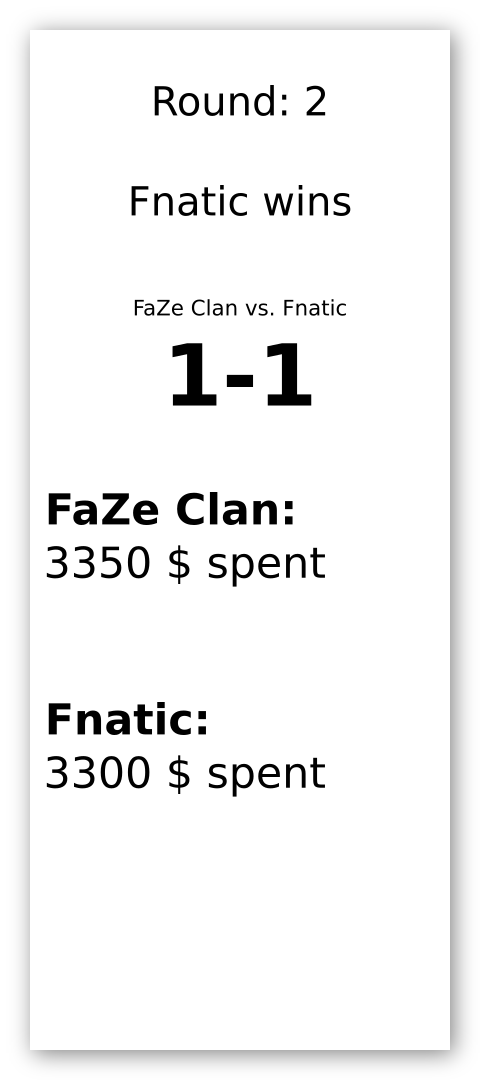 Round: 2
Fnatic wins
FaZe Clan vs. Fnatic
1-1
FaZe Clan:
3350 $ spent
Fnatic:
3300 $ spent